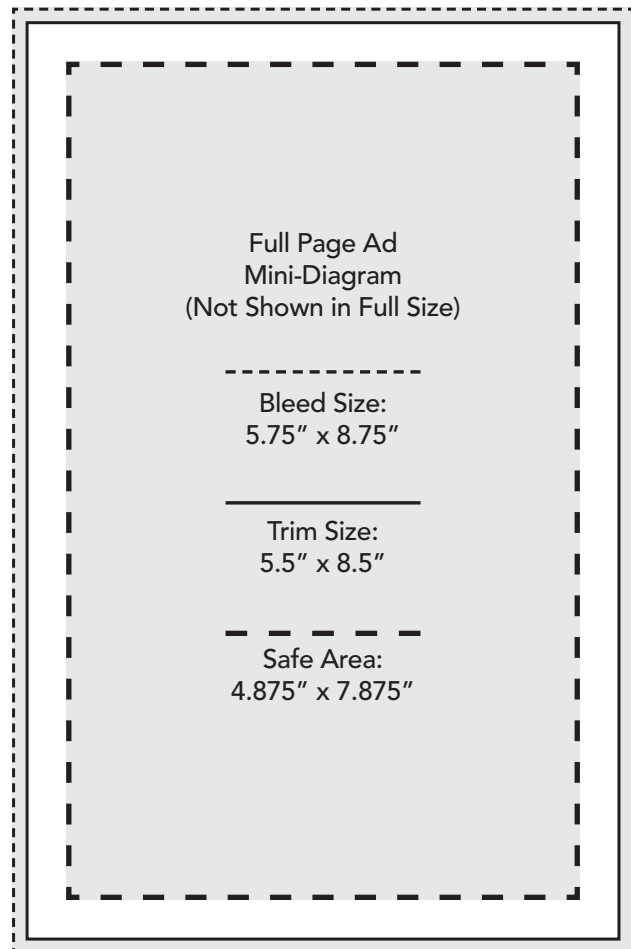 Full Page Ad
Mini-Diagram
(Not Shown in Full Size)
Bleed Size:
5.75” x 8.75”
Trim Size:
5.5” x 8.5”
Safe Area:
4.875” x 7.875”